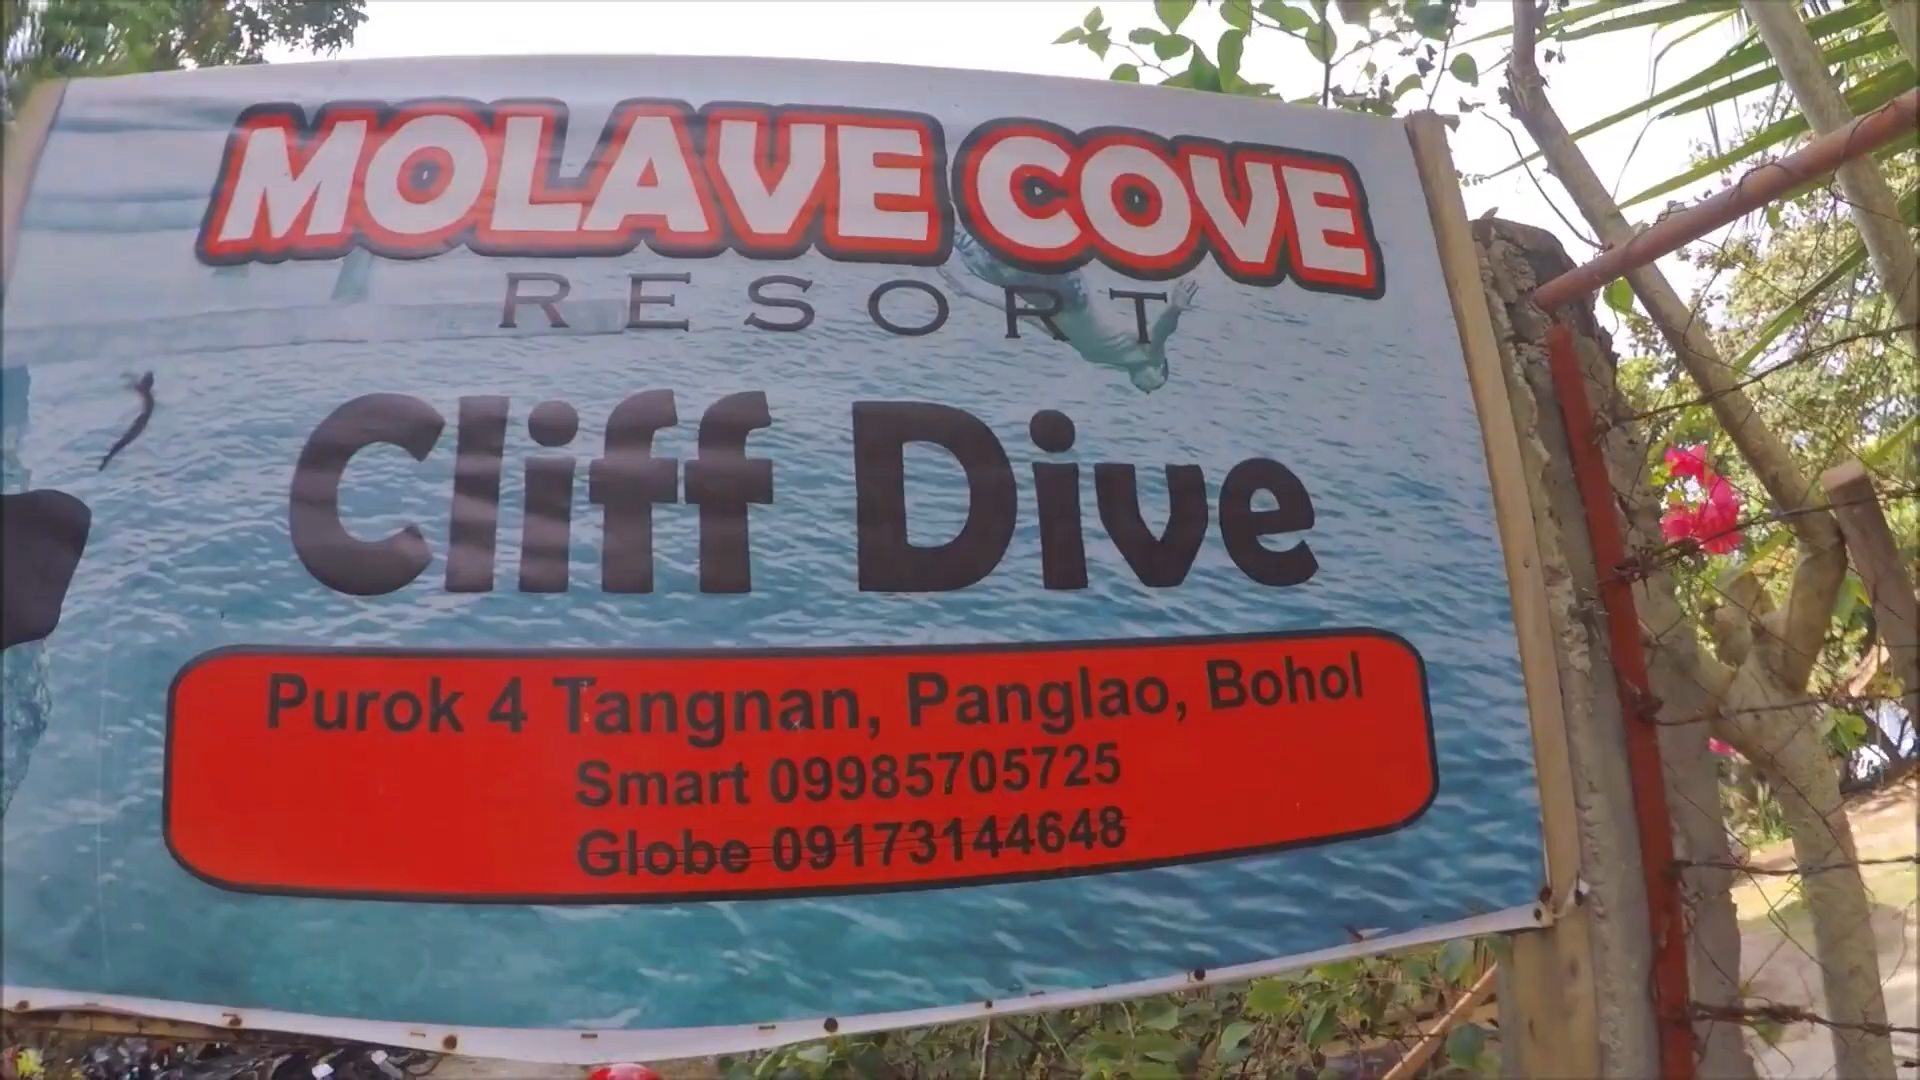 MOLAVE COVE
RESORT
Cliff Dive
Purok 4 Tangnan, Panglao, Bohol
Smart 09985705725
Globe 09173144648